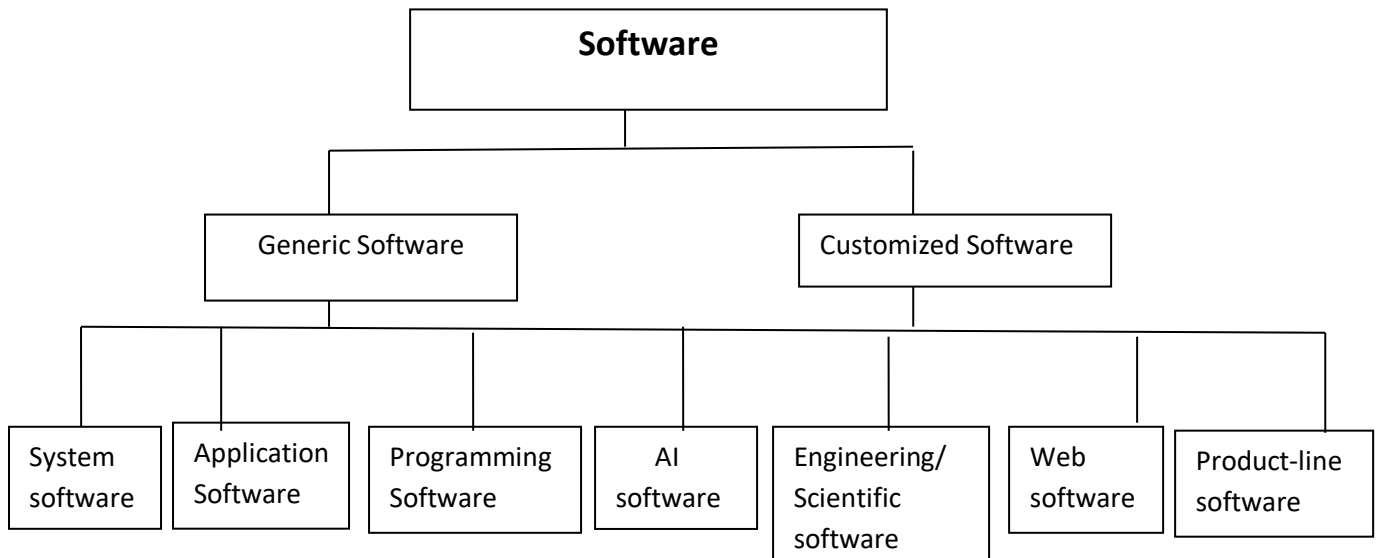 Software
Generic Software
Customized Software
System
software
Application
Software
Programming
Software
AI
software
Engineering/
Scientific
software
Web
software
Product-line
software